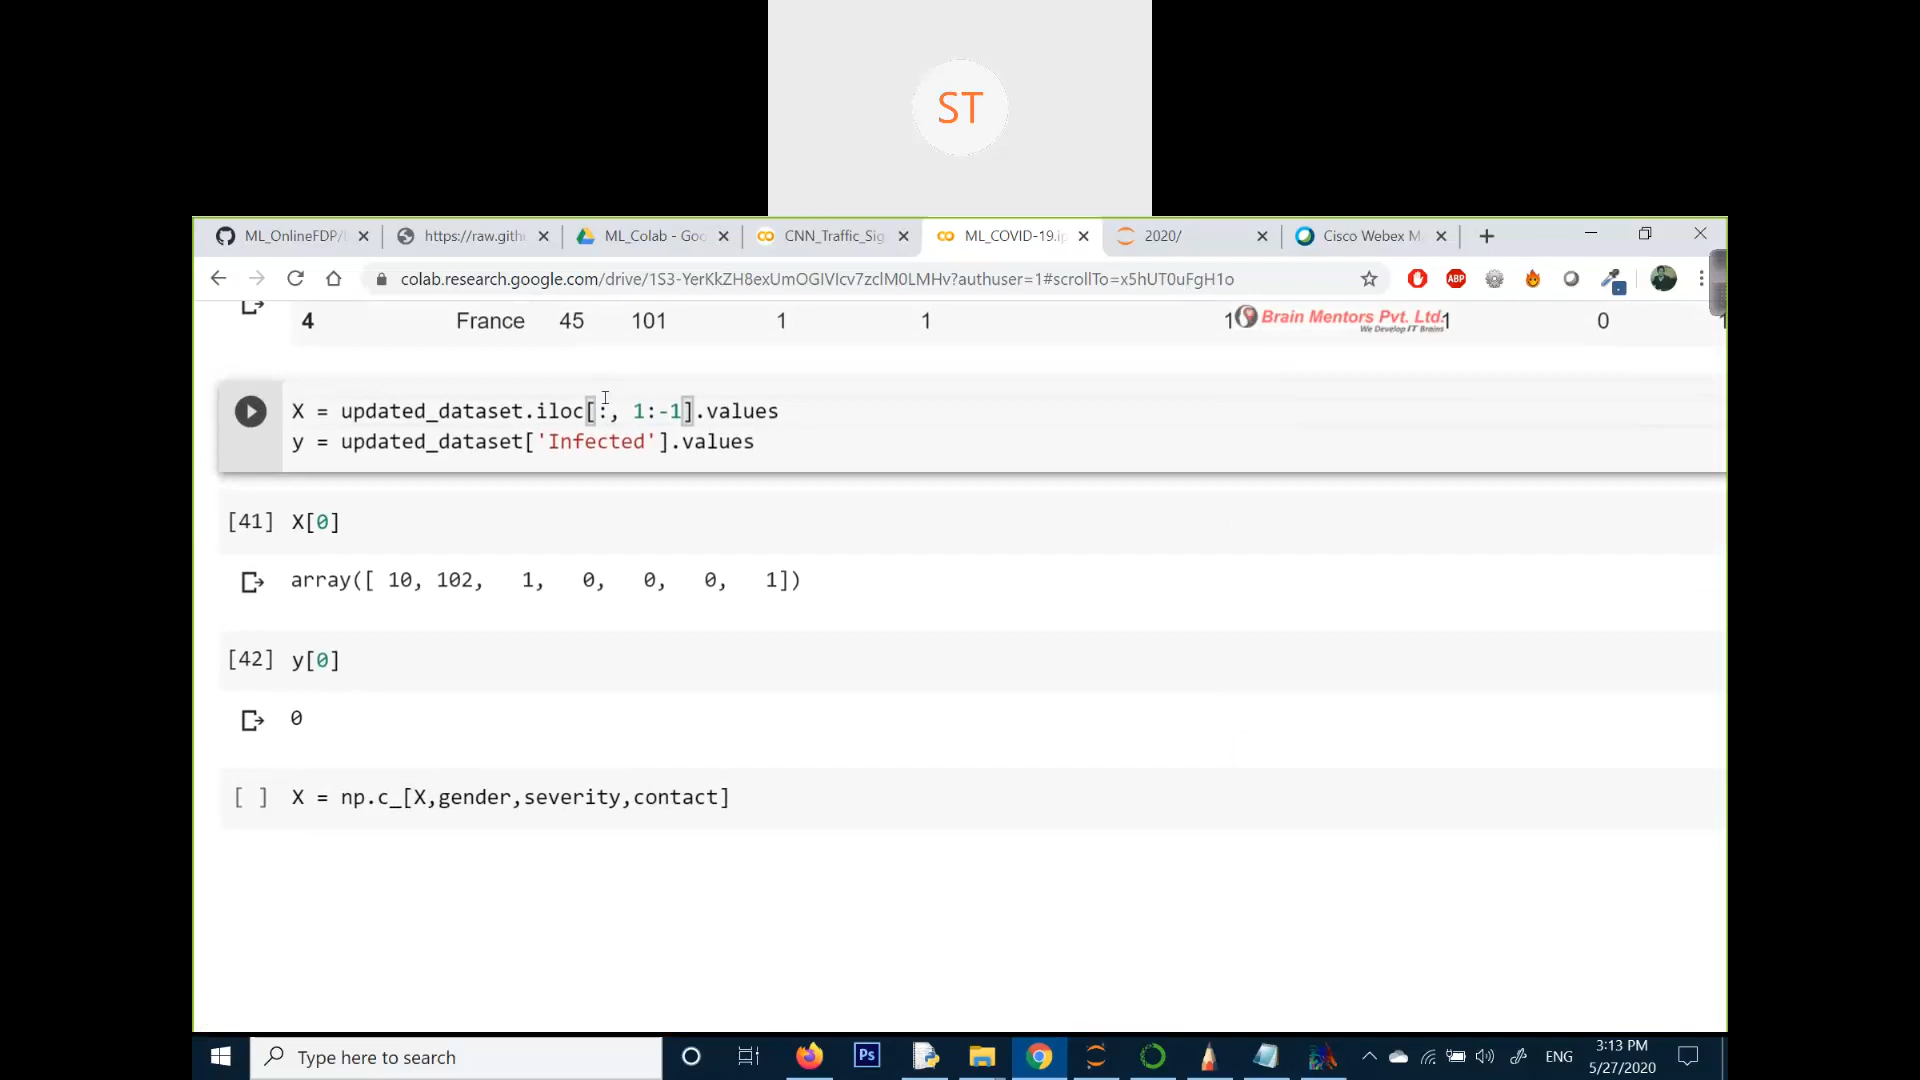 ST
ML_OnlineFDP/
https://raw.gith
ML_Colab - Goo
CNN_Traffic_Sig
ML_COVID-19.ip
2020/
Cisco Webex M
colab.research.google.com/drive/1S3-YerKkZH8exUmOGIVIcv7zclM0LMHv?authuser=1#scrollTo=x5hUT0uFgH1o
ABP
4 France 45 101 1 1 1 1 0 1
Brain Mentors Pvt. Ltd.
We Develop IT Brains
X = updated_dataset.iloc[:, 1:-1].values
y = updated_dataset['Infected'].values
[41] X[0]
array([ 10, 102, 1, 0, 0, 0, 1])
[42] y[0]
0
[ ] X = np.c_[X,gender,severity,contact]
Type here to search
Ps
ENG
3:13 PM
5/27/2020